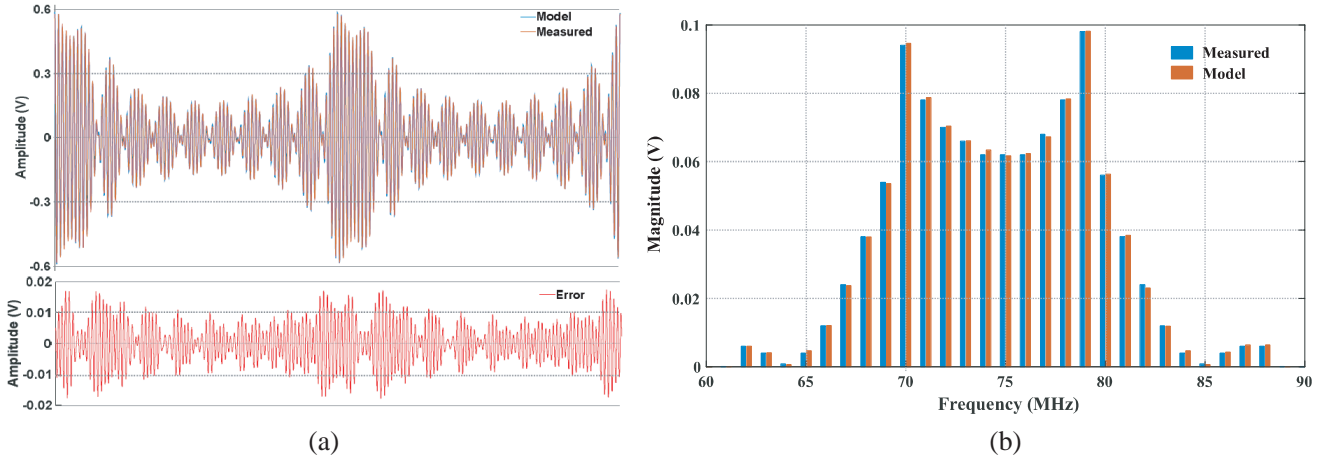 0.6
0.3
0
-0.3
-0.6
Amplitude (V)
Model
Measured
0.02
0.01
0
-0.01
-0.02
Amplitude (V)
Error
(a)
0.1
0.08
0.06
0.04
0.02
0
Magnitude (V)
Measured
Model
60 65 70 75 80 85 90
Frequency (MHz)
(b)